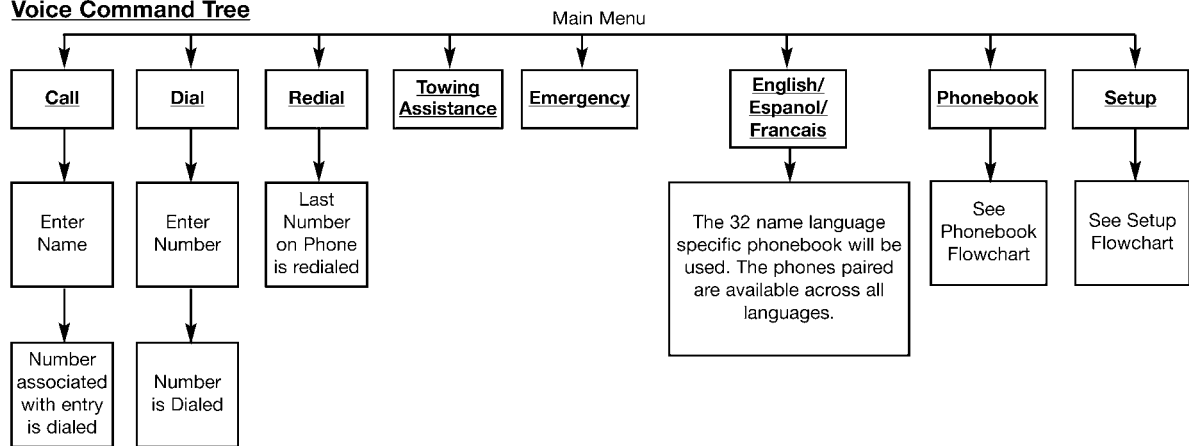 Voice Command Tree
Main Menu
Call
Dial
Redial
Towing
Assistance
Emergency
English/
Espanol/
Francais
Phonebook
Setup
Enter
Name
Enter
Number
Last
Number
on Phone
is redialed
The 32 name language
specific phonebook will be
used. The phones paired
are available across all
languages.
See
Phonebook
Flowchart
See Setup
Flowchart
Number
associated
with entry
is dialed
Number
is Dialed